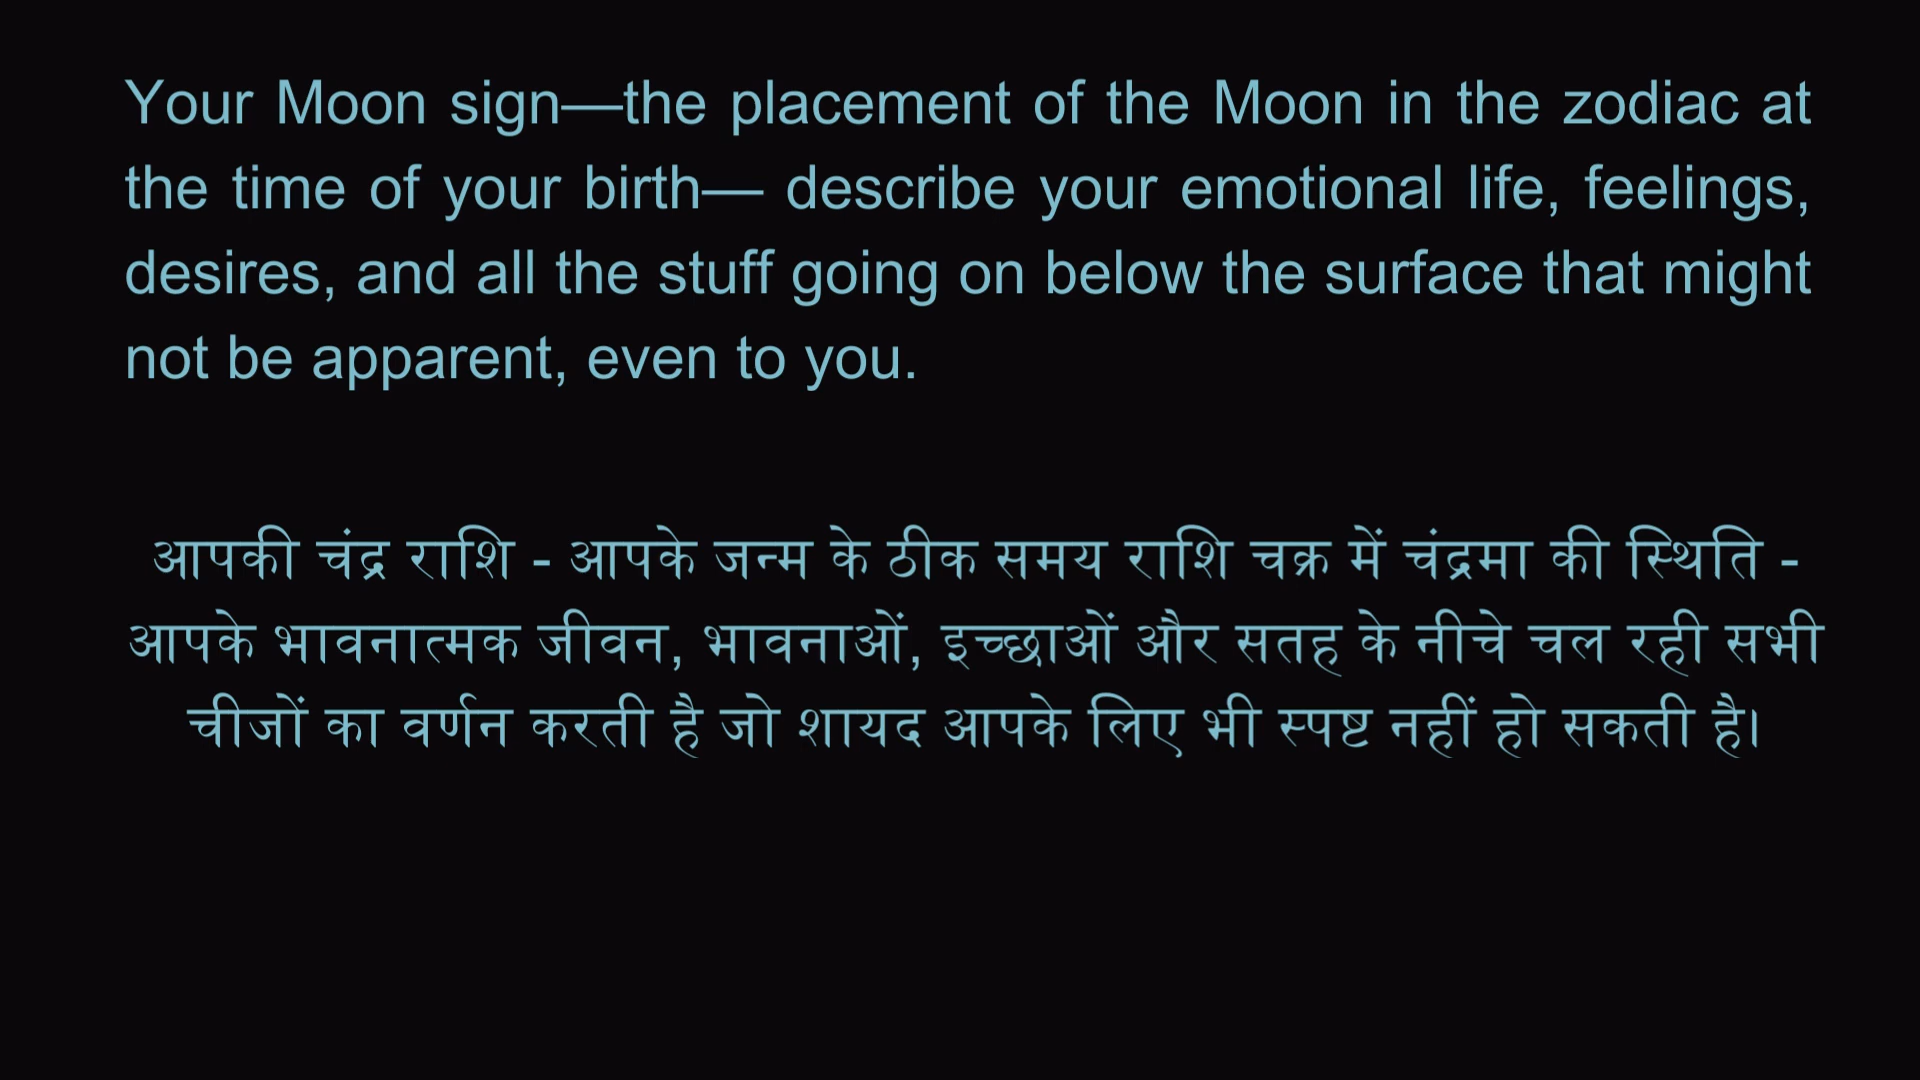 Your Moon sign—the placement of the Moon in the zodiac at
the time of your birth— describe your emotional life, feelings,
desires, and all the stuff going on below the surface that might
not be apparent, even to you.
आपकी चंद्र राशि - आपके जन्म के ठीक समय राशि चक्र में चंद्रमा की स्थिति -
आपके भावनात्मक जीवन, भावनाओं, इच्छाओं और सतह के नीचे चल रही सभी
चीजों का वर्णन करती है जो शायद आपके लिए भी स्पष्ट नहीं हो सकती है।